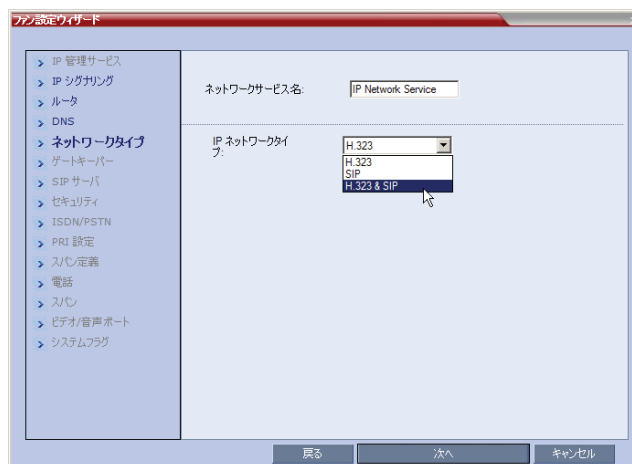 ファン設定ウィザード
IP 管理サービス
IP シグナリング
ルータ
DNS
ネットワークタイプ
ゲートキーパー
SIP サーバ
セキュリティ
ISDN/PSTN
PRI 設定
スパン定義
電話
スパン
ビデオ/音声ポート
システムフラグ
ネットワークサービス名:
IP Network Service
IP ネットワークタイ
プ:
H.323
H.323
SIP
H.323 & SIP
戻る
次へ
キャンセル